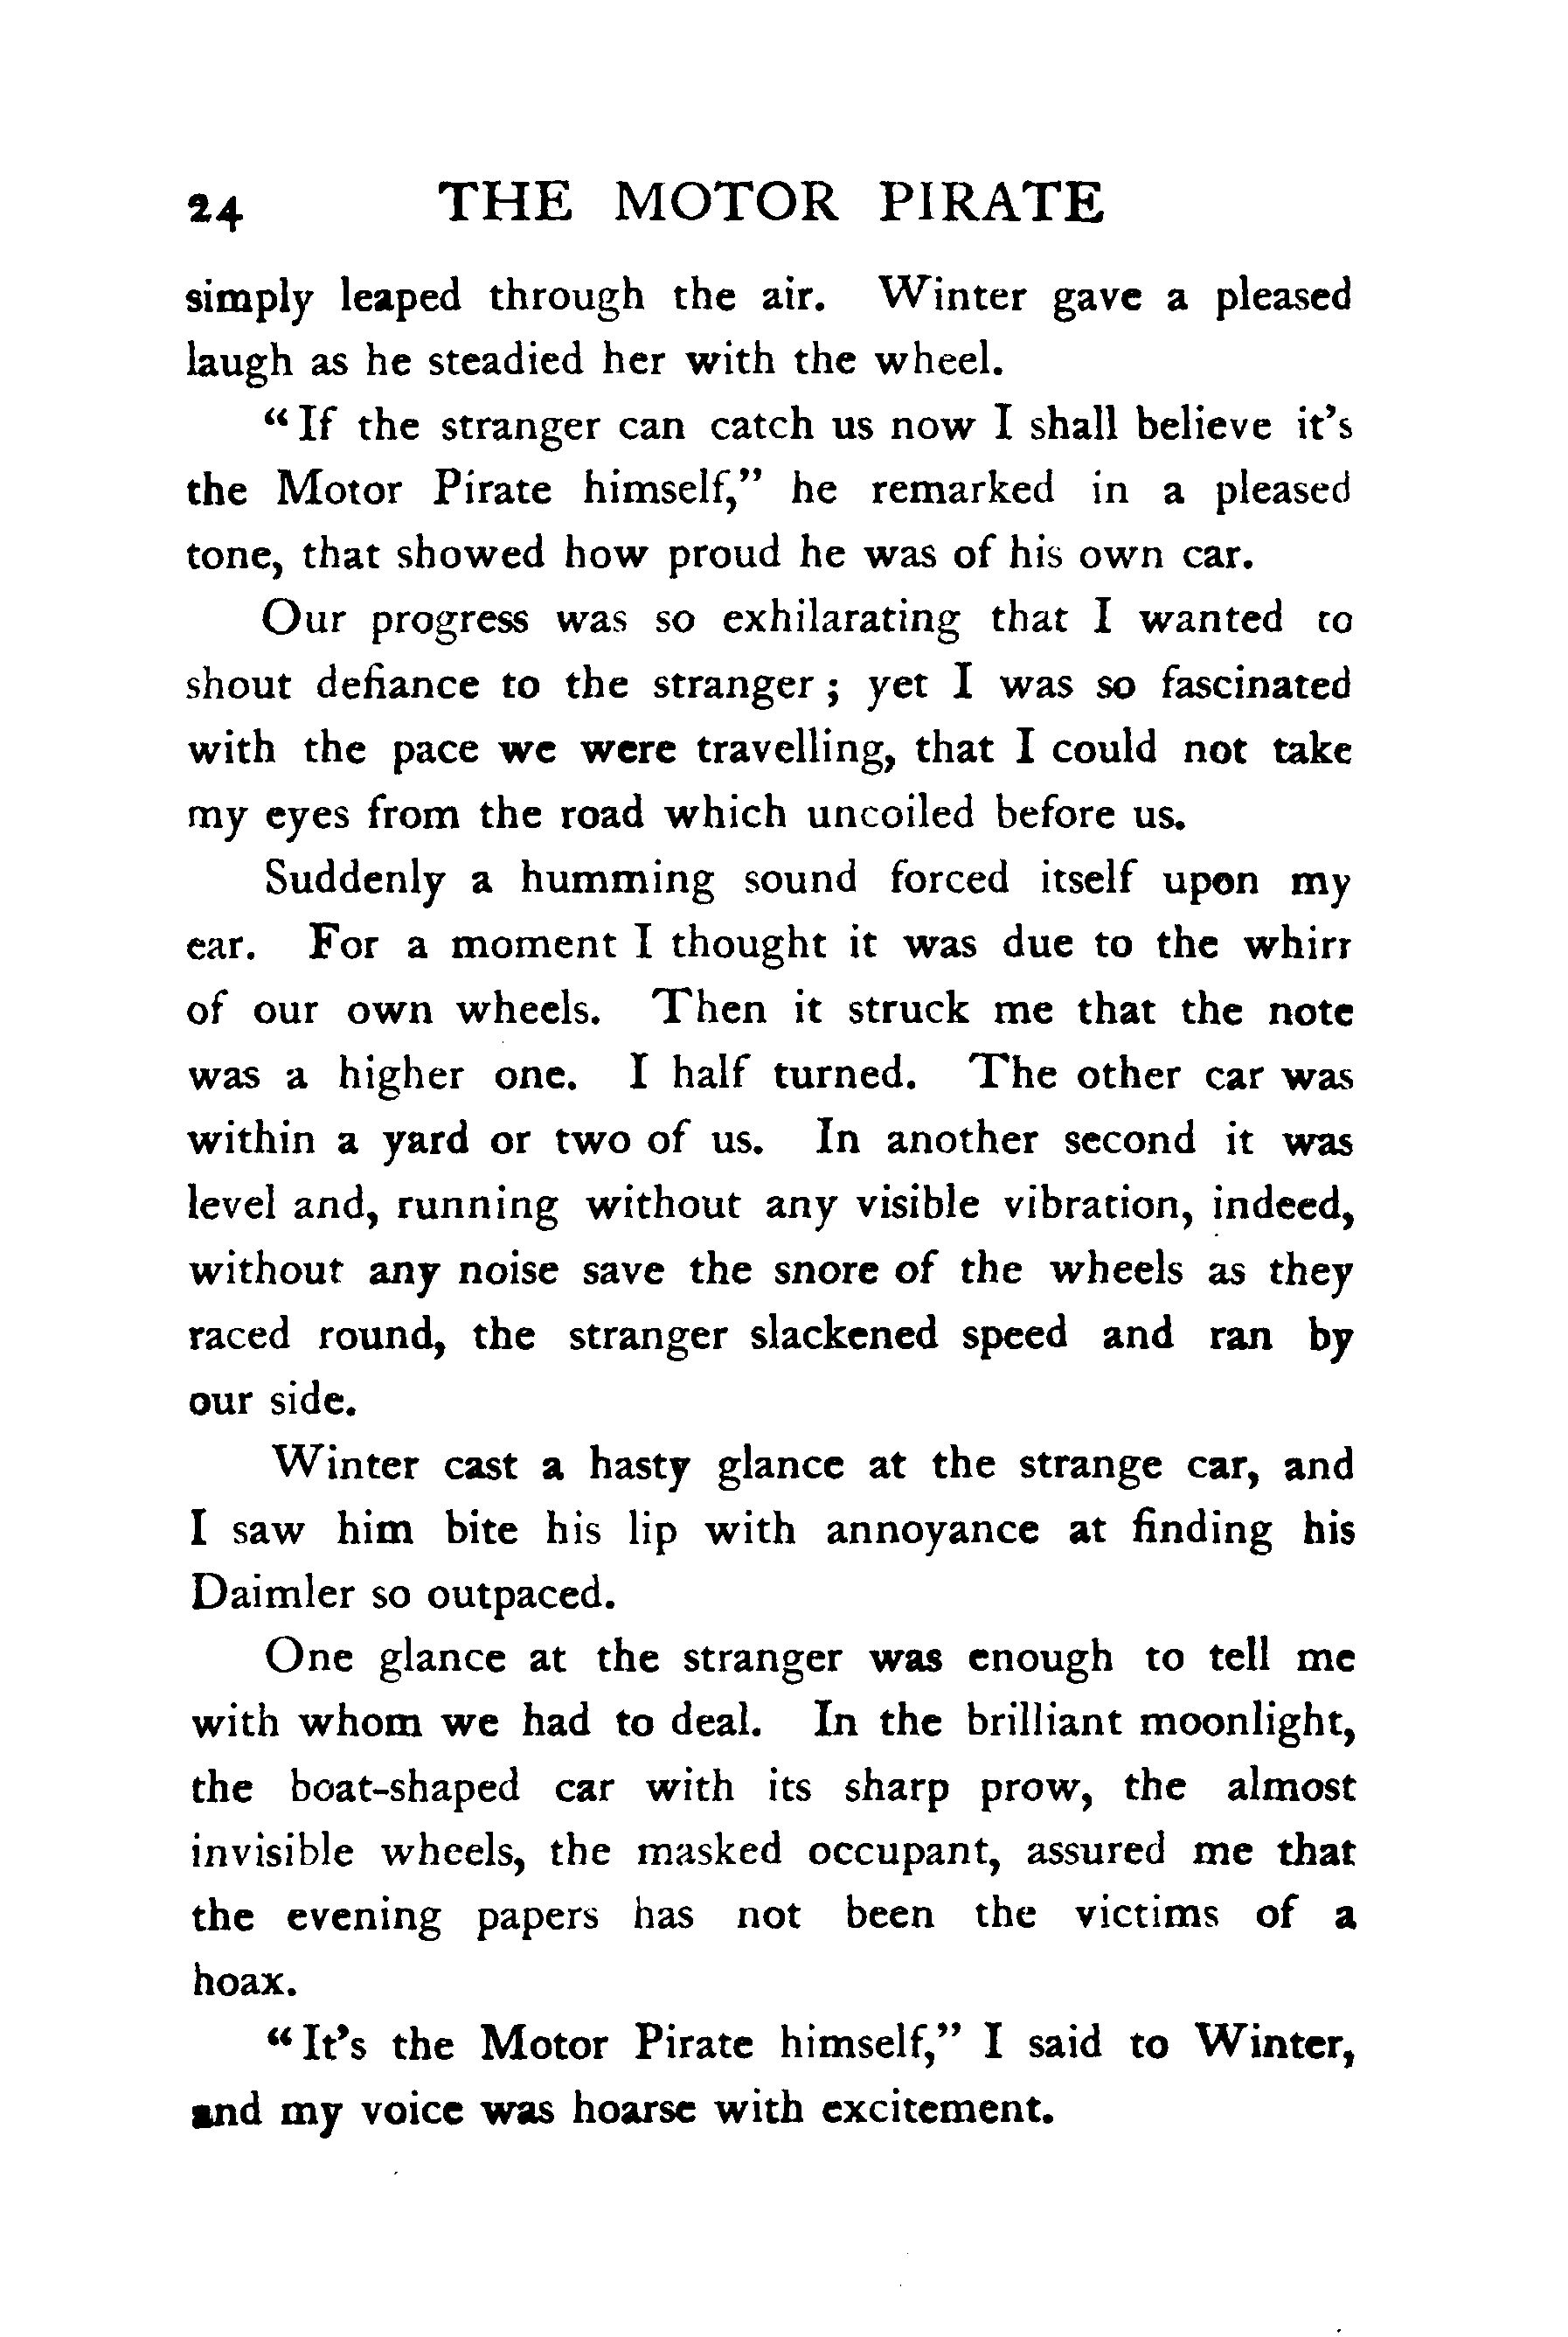 24 THE MOTOR PIRATE
simply leaped through the air. Winter gave a pleased
laugh as he steadied her with the wheel.
“If the stranger can catch us now I shall believe it’s
the Motor Pirate himself,” he remarked in a pleased
tone, that showed how proud he was of his own car.
Our progress was so exhilarating that I wanted to
shout defiance to the stranger ; yet I was so fascinated
with the pace we were travelling, that I could not take
my eyes from the road which uncoiled before us.
Suddenly a humming sound forced itself upon my
ear. For a moment I thought it was due to the whirr
of our own wheels. Then it struck me that the note
was a higher one. I half turned. The other car was
within a yard or two of us. In another second it was
level and, running without any visible vibration, indeed,
without any noise save the snore of the wheels as they
raced round, the stranger slackened speed and ran by
our side.
Winter cast a hasty glance at the strange car, and
I saw him bite his lip with annoyance at finding his
Daimler so outpaced.
One glance at the stranger was enough to tell me
with whom we had to deal. In the brilliant moonlight,
the boat-shaped car with its sharp prow, the almost
invisible wheels, the masked occupant, assured me that
the evening papers has not been the victims of a
hoax.
“It’s the Motor Pirate himself,” I said to Winter,
and my voice was hoarse with excitement.